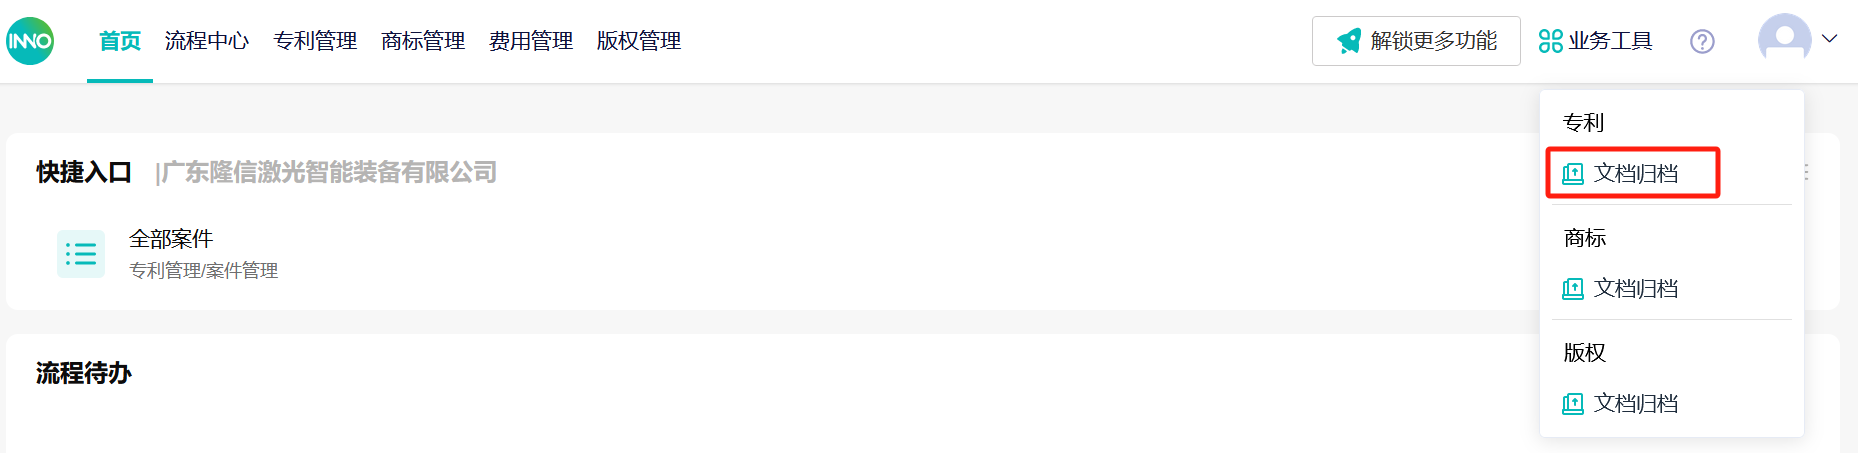 INNO 首页 流程中心 专利管理 商标管理 费用管理 版权管理 解锁更多功能 业务工具 ?
专利
快捷入口 |广东隆信激光智能装备有限公司
文档归档
全部案件
商标
专利管理/案件管理
文档归档
版权
流程待办
文档归档